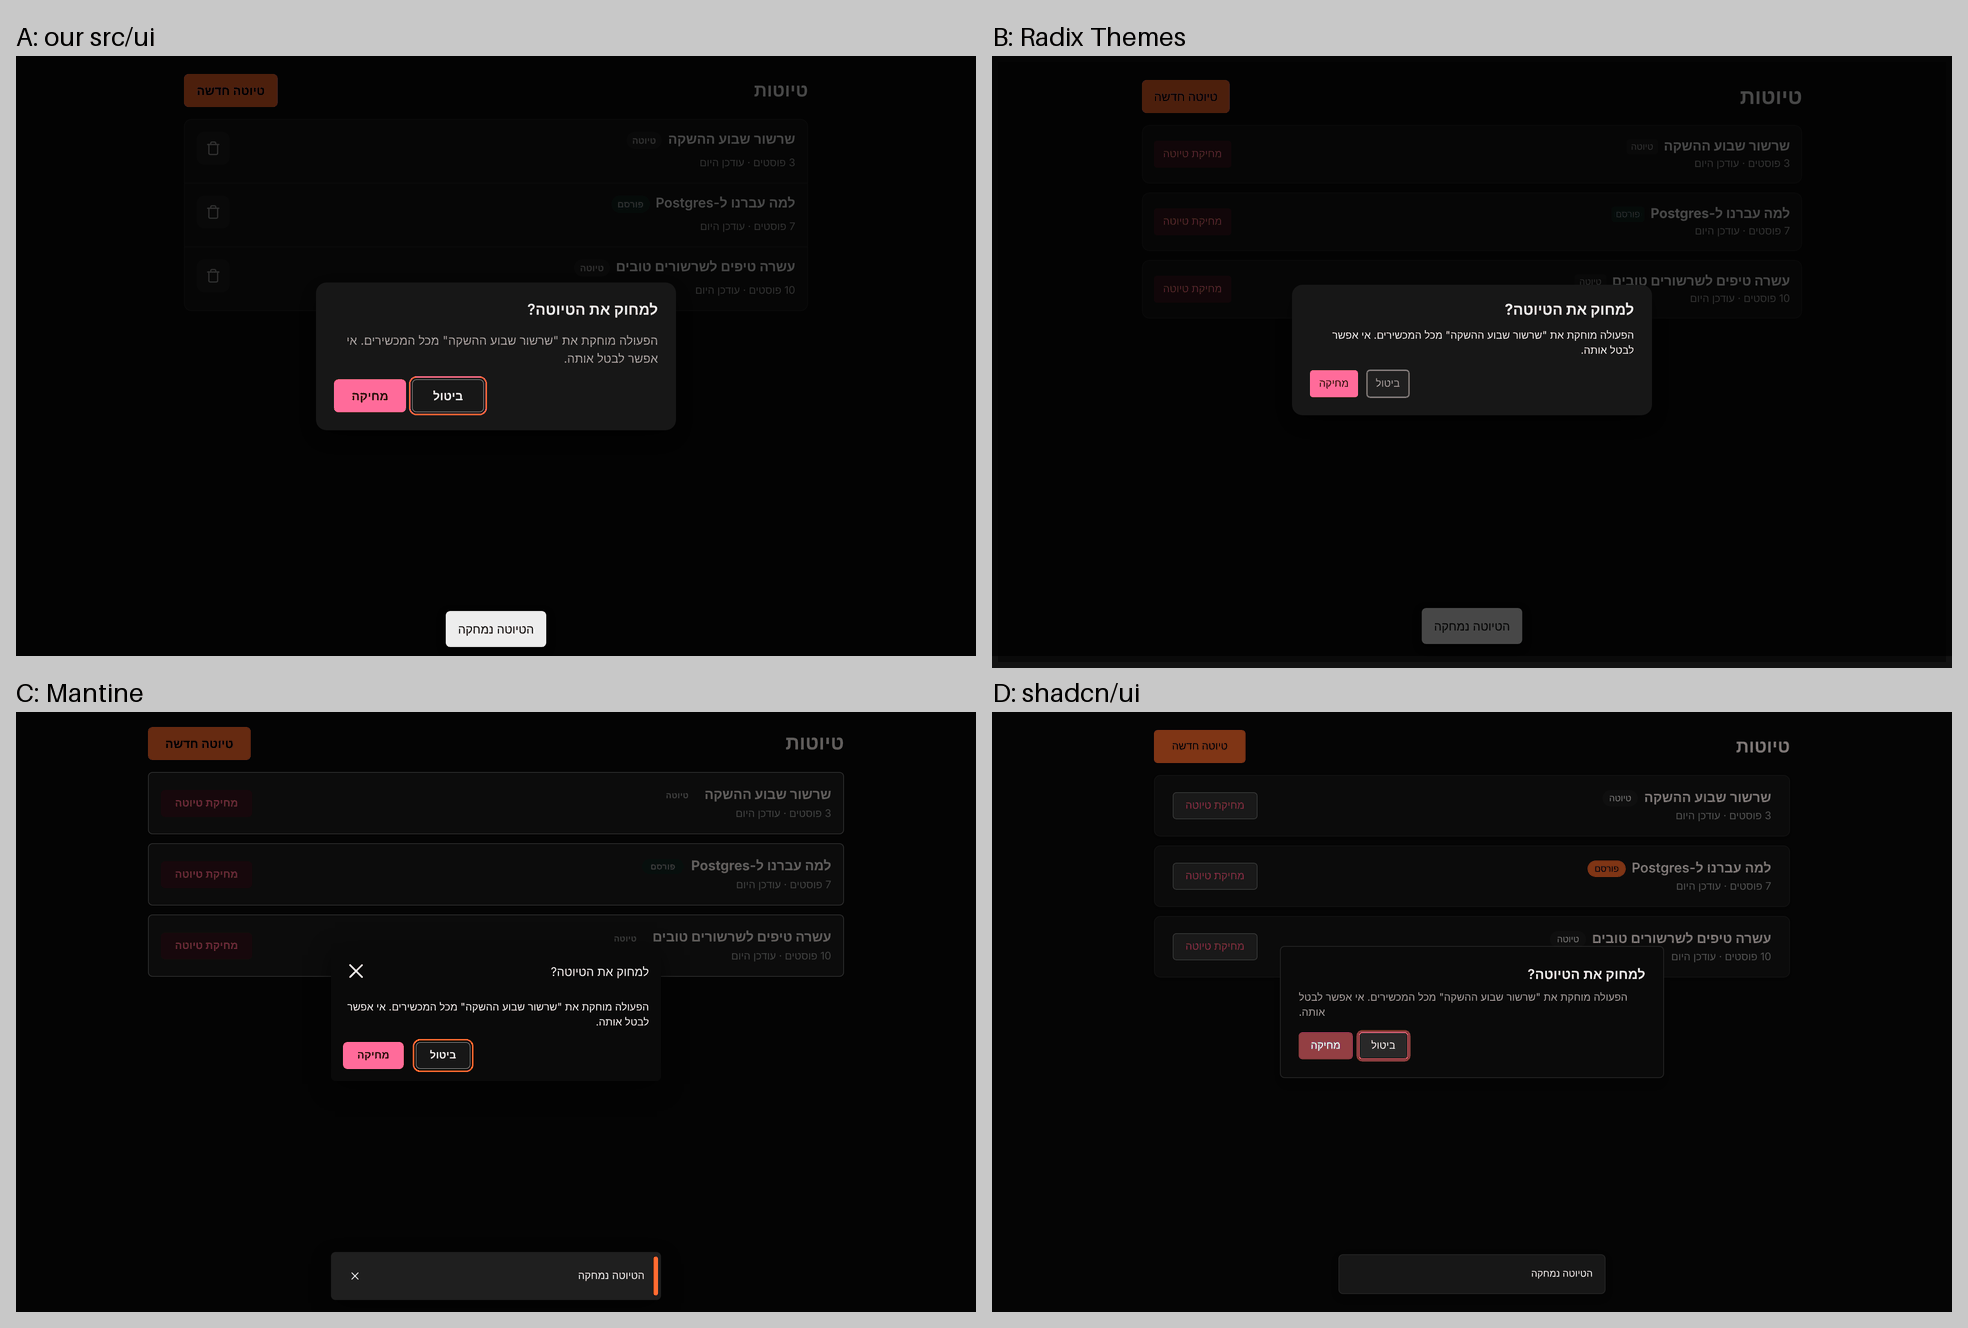 A: our src/ui
טיוטות
טיוטה חדשה
שרשור שבוע ההשקה טיוטה
3 פוסטים · עודכן היום
למה עברנו ל-Postgres פורסם
7 פוסטים · עודכן היום
עשרה טיפים לשרשורים טובים טיוטה
10 פוסטים · עודכן היום
למחוק את הטיוטה?
הפעולה מוחקת את "שרשור שבוע ההשקה" מכל המכשירים. אי
אפשר לבטל אותה.
ביטול
מחיקה
הטיוטה נמחקה
B: Radix Themes
טיוטות
טיוטה חדשה
שרשור שבוע ההשקה טיוטה
3 פוסטים · עודכן היום
מחיקת טיוטה
למה עברנו ל-Postgres פורסם
7 פוסטים · עודכן היום
מחיקת טיוטה
עשרה טיפים לשרשורים טובים טיוטה
10 פוסטים · עודכן היום
מחיקת טיוטה
למחוק את הטיוטה?
הפעולה מוחקת את "שרשור שבוע ההשקה" מכל המכשירים. אי אפשר
לבטל אותה.
ביטול
מחיקה
הטיוטה נמחקה
C: Mantine
טיוטות
טיוטה חדשה
שרשור שבוע ההשקה טיוטה
3 פוסטים · עודכן היום
מחיקת טיוטה
למה עברנו ל-Postgres פורסם
7 פוסטים · עודכן היום
מחיקת טיוטה
עשרה טיפים לשרשורים טובים טיוטה
10 פוסטים · עודכן היום
מחיקת טיוטה
למחוק את הטיוטה?
הפעולה מוחקת את "שרשור שבוע ההשקה" מכל המכשירים. אי אפשר
לבטל אותה.
ביטול
מחיקה
הטיוטה נמחקה
D: shadcn/ui
טיוטות
טיוטה חדשה
שרשור שבוע ההשקה טיוטה
3 פוסטים · עודכן היום
מחיקת טיוטה
למה עברנו ל-Postgres פורסם
7 פוסטים · עודכן היום
מחיקת טיוטה
עשרה טיפים לשרשורים טובים טיוטה
10 פוסטים · עודכן היום
מחיקת טיוטה
למחוק את הטיוטה?
הפעולה מוחקת את "שרשור שבוע ההשקה" מכל המכשירים. אי אפשר לבטל
אותה.
ביטול
מחיקה
הטיוטה נמחקה